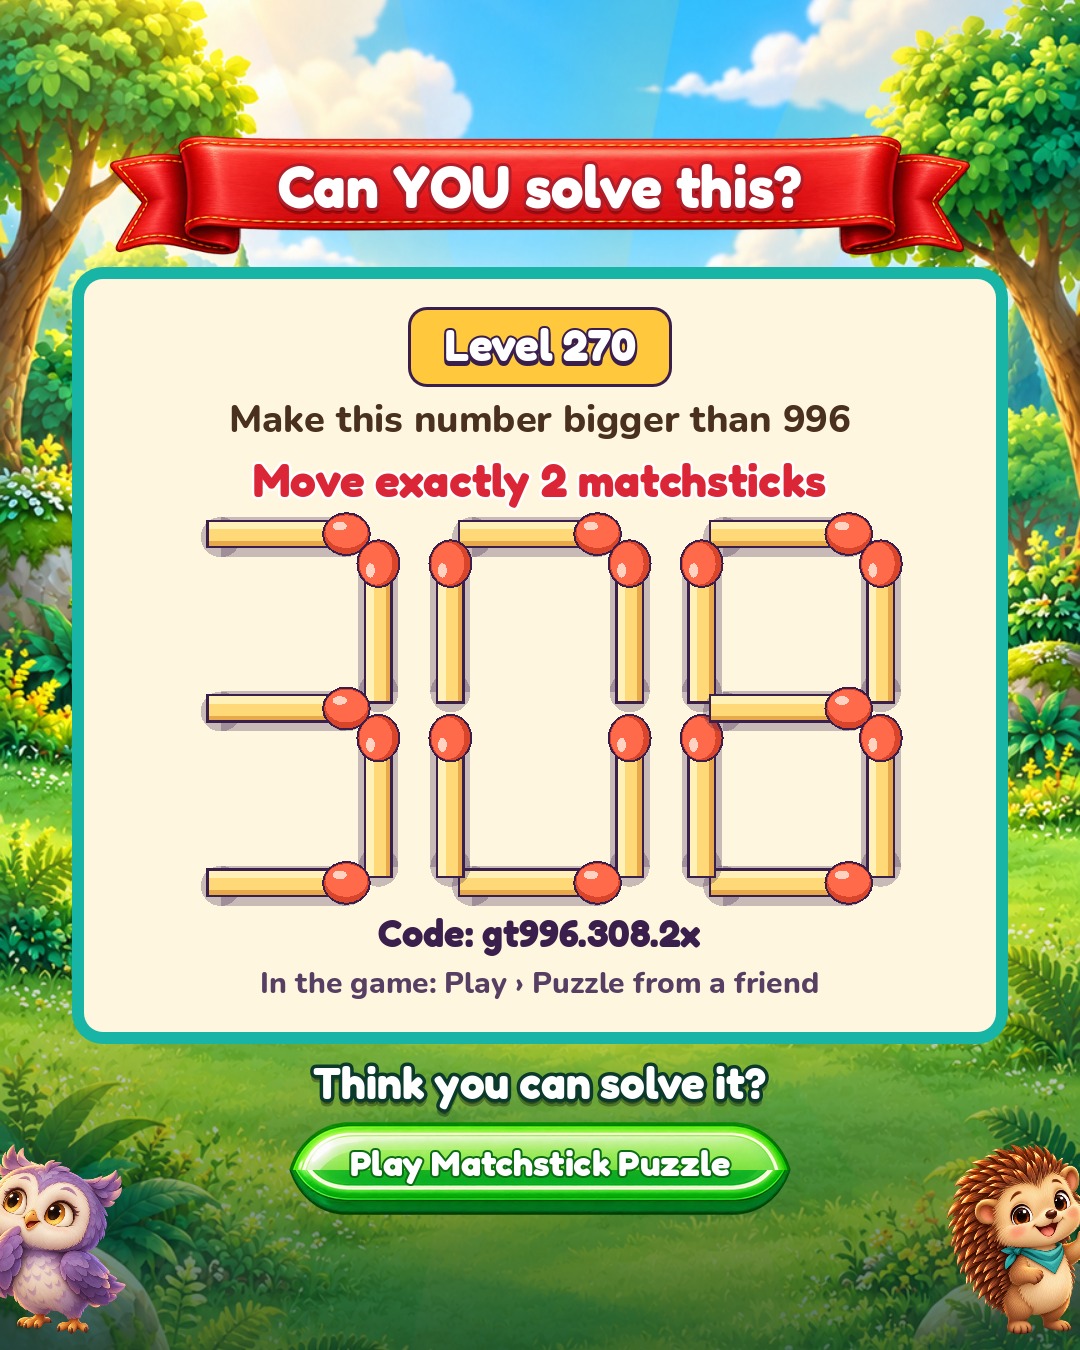 Can YOU solve this?
Level 270
Make this number bigger than 996
Move exactly 2 matchsticks
308
Code: gt996.308.2x
In the game: Play › Puzzle from a friend
Think you can solve it?
Play Matchstick Puzzle